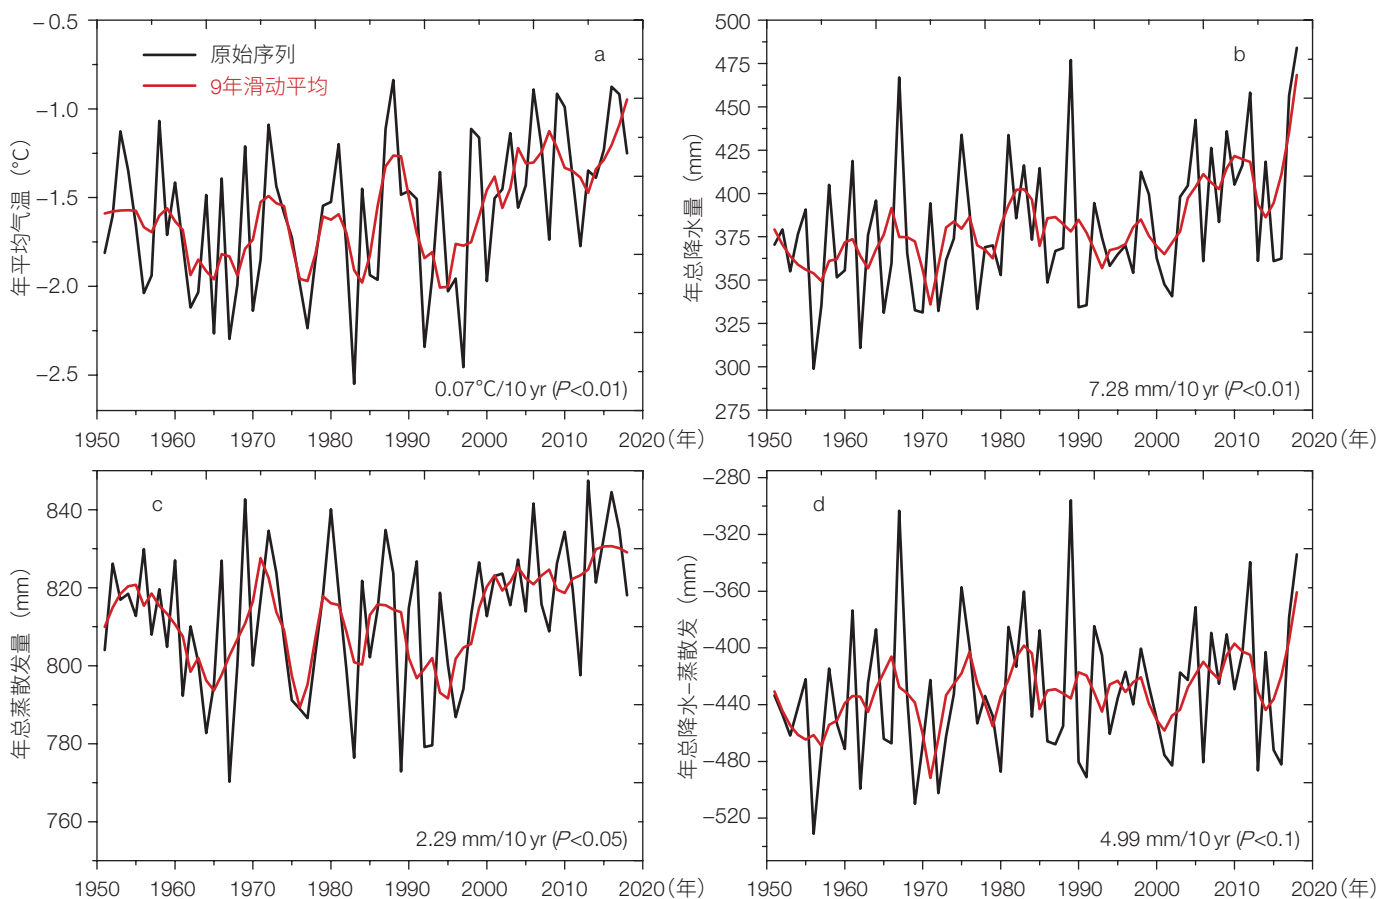 原始序列
9年滑动平均
a
年平均气温（°C）
−0.5
−1.0
−1.5
−2.0
−2.5
0.07°C/10 yr (P<0.01)
1950 1960 1970 1980 1990 2000 2010 2020（年）
b
年总降水量（mm）
500
475
450
425
400
375
350
325
300
275
7.28 mm/10 yr (P<0.01)
1950 1960 1970 1980 1990 2000 2010 2020（年）
c
年总蒸散发量（mm）
840
820
800
780
760
2.29 mm/10 yr (P<0.05)
1950 1960 1970 1980 1990 2000 2010 2020（年）
d
年总降水–蒸散发（mm）
−280
−320
−360
−400
−440
−480
−520
4.99 mm/10 yr (P<0.1)
1950 1960 1970 1980 1990 2000 2010 2020（年）